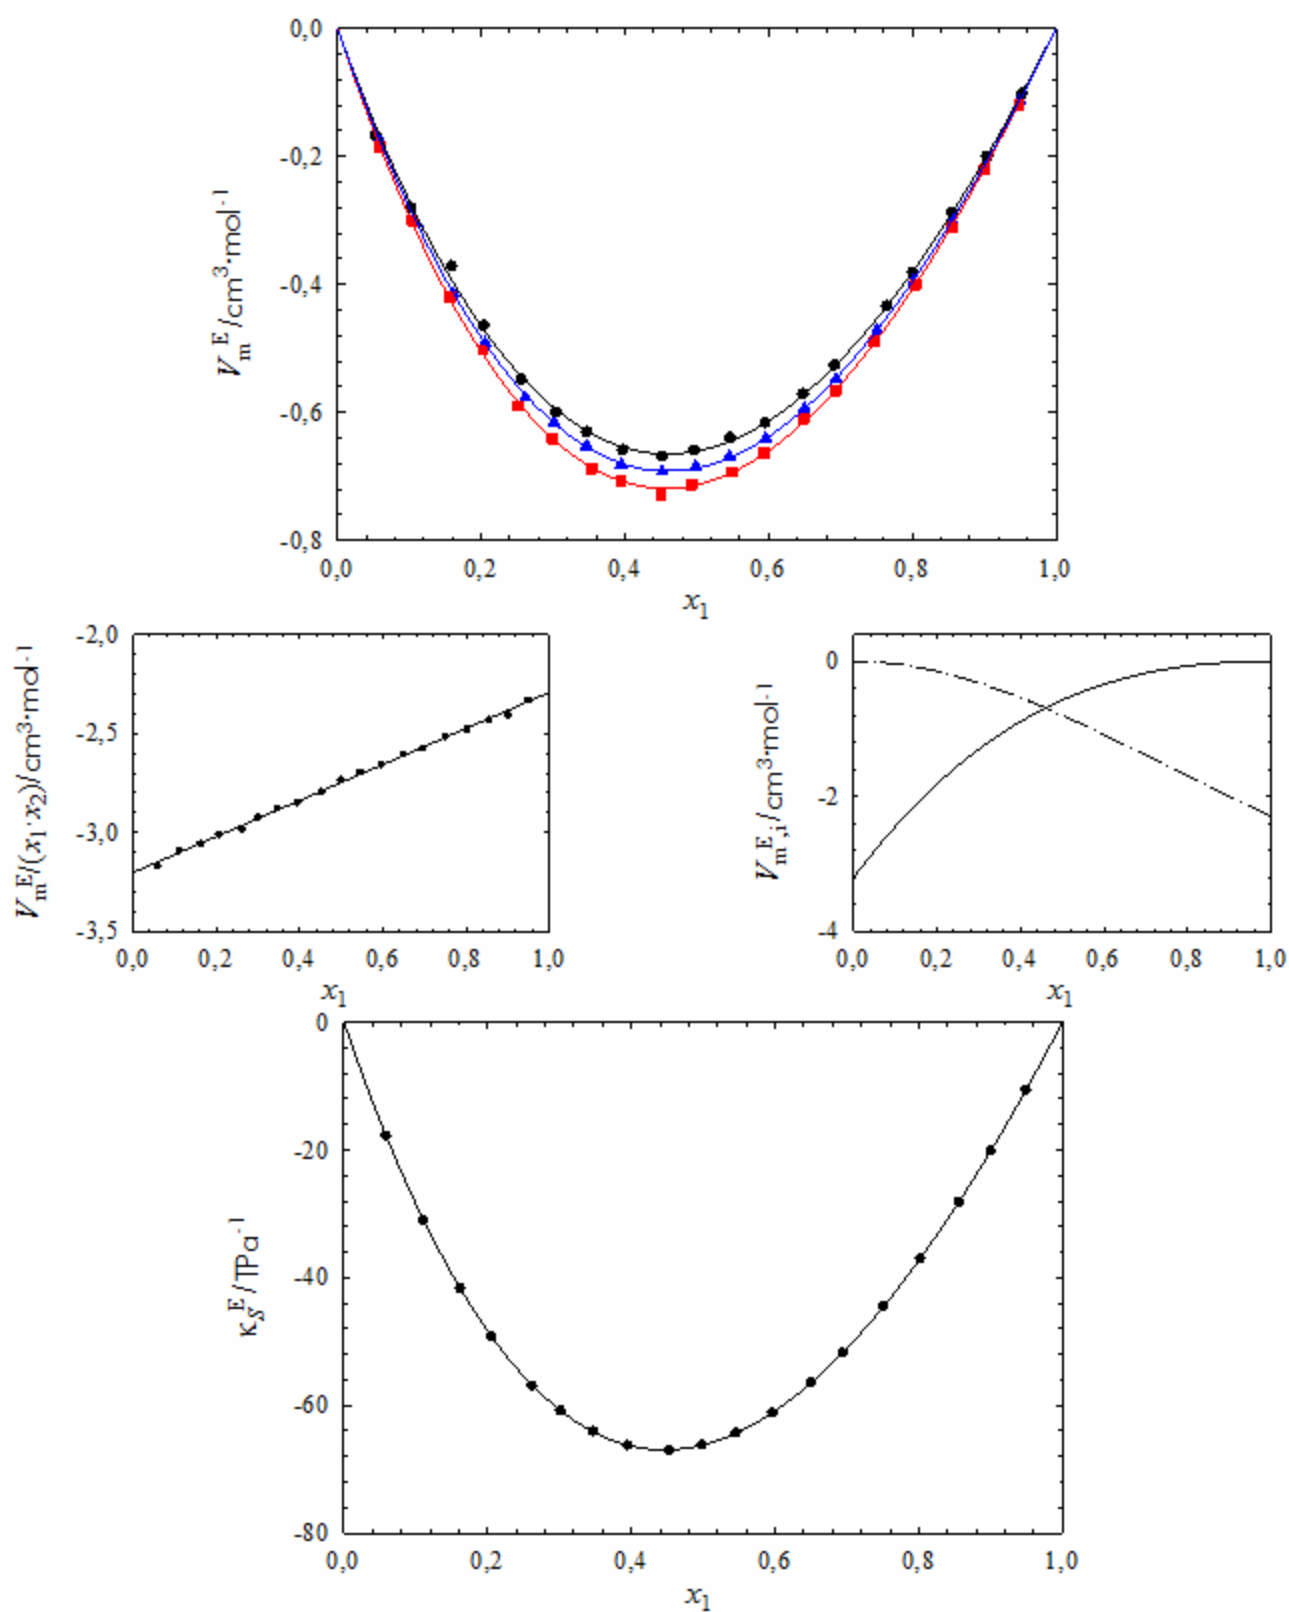 0,0
-0,2
-0,4
-0,6
-0,8
V_m^E/cm³·mol⁻¹
0,0 0,2 0,4 0,6 0,8 1,0
x₁
-2,0
-2,5
-3,0
-3,5
V_m^E/(x₁·x₂)/cm³·mol⁻¹
0,0 0,2 0,4 0,6 0,8 1,0
x₁
0
-2
-4
V_m^E,i/cm³·mol⁻¹
0,0 0,2 0,4 0,6 0,8 1,0
x₁
0
-20
-40
-60
-80
κ_S^E/TPa⁻¹
0,0 0,2 0,4 0,6 0,8 1,0
x₁